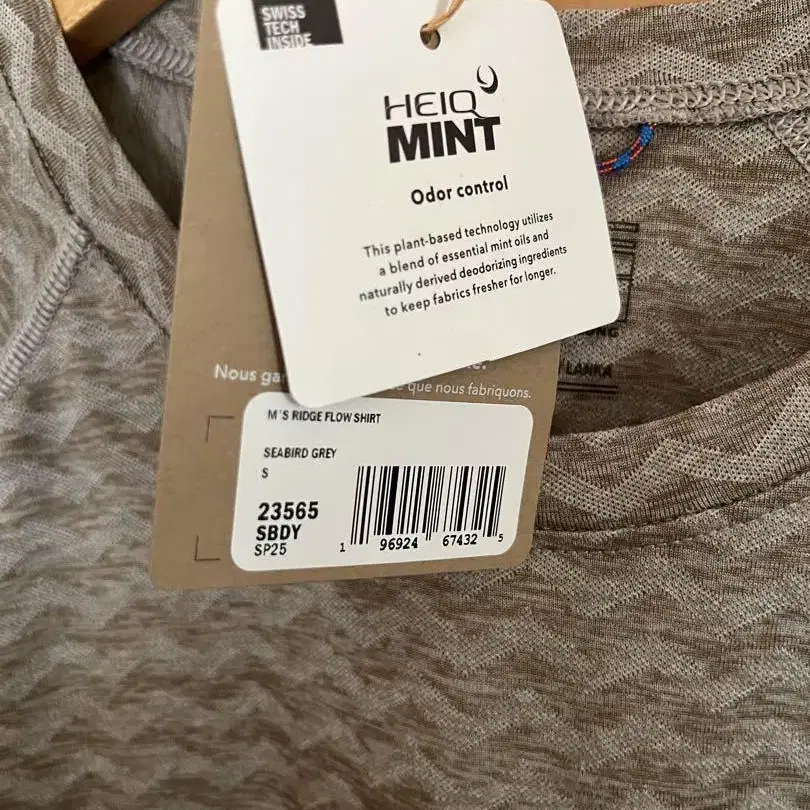 SWISS
TECH
INSIDE
HEIQ
MINT
Odor control
This plant-based technology utilizes
a blend of essential mint oils and
naturally derived deodorizing ingredients
to keep fabrics fresher for longer.
Nous
que nous fabriquons.
LANKA
M'S RIDGE FLOW SHIRT
SEABIRD GREY
S
23565
SBDY
SP25
1 96924 67432 5